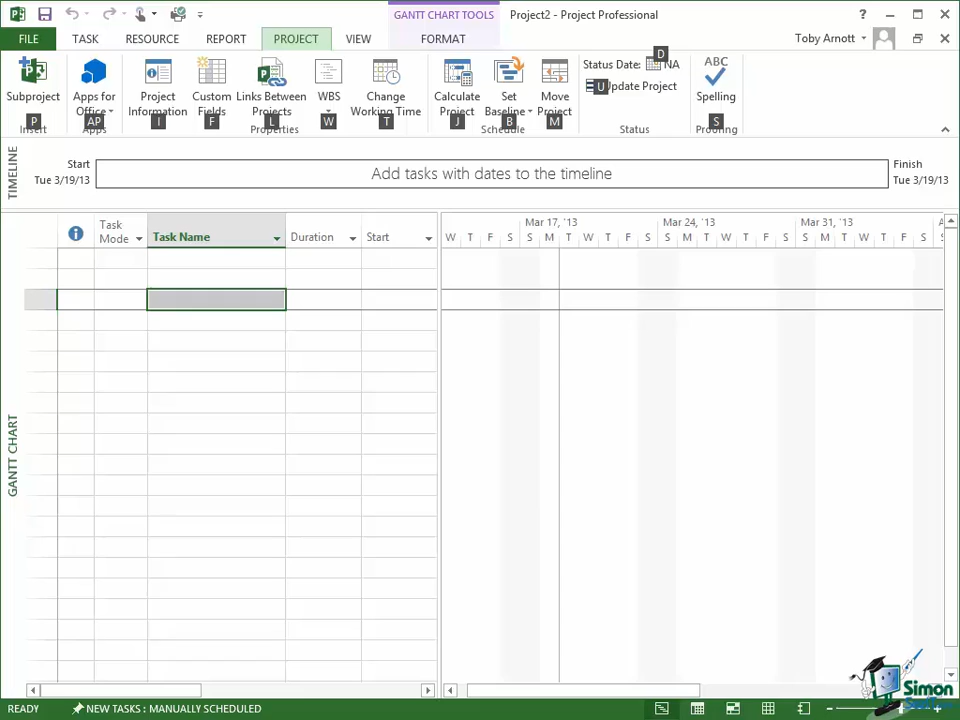 GANTT CHART TOOLS
Project2 - Project Professional
?
FILE
TASK
RESOURCE
REPORT
PROJECT
VIEW
FORMAT
Toby Arnott
Subproject
P
Insert
Apps for
Office
AP
Apps
Project
Information
I
Custom
Fields
F
Links Between
Projects
L
WBS
W
Change
Working Time
T
Properties
Calculate
Project
J
Set
Baseline
B
Move
Project
M
Schedule
Status Date:
D
NA
U
Update Project
Status
ABC
Spelling
S
Proofing
TIMELINE
Start
Tue 3/19/13
Add tasks with dates to the timeline
Finish
Tue 3/19/13
Task
Mode
Task Name
Duration
Start
Mar 17, '13
Mar 24, '13
Mar 31, '13
A
W T F S S M T W T F S S M T W T F S S M T W T F S S
GANTT CHART
Simon
READY
NEW TASKS : MANUALLY SCHEDULED